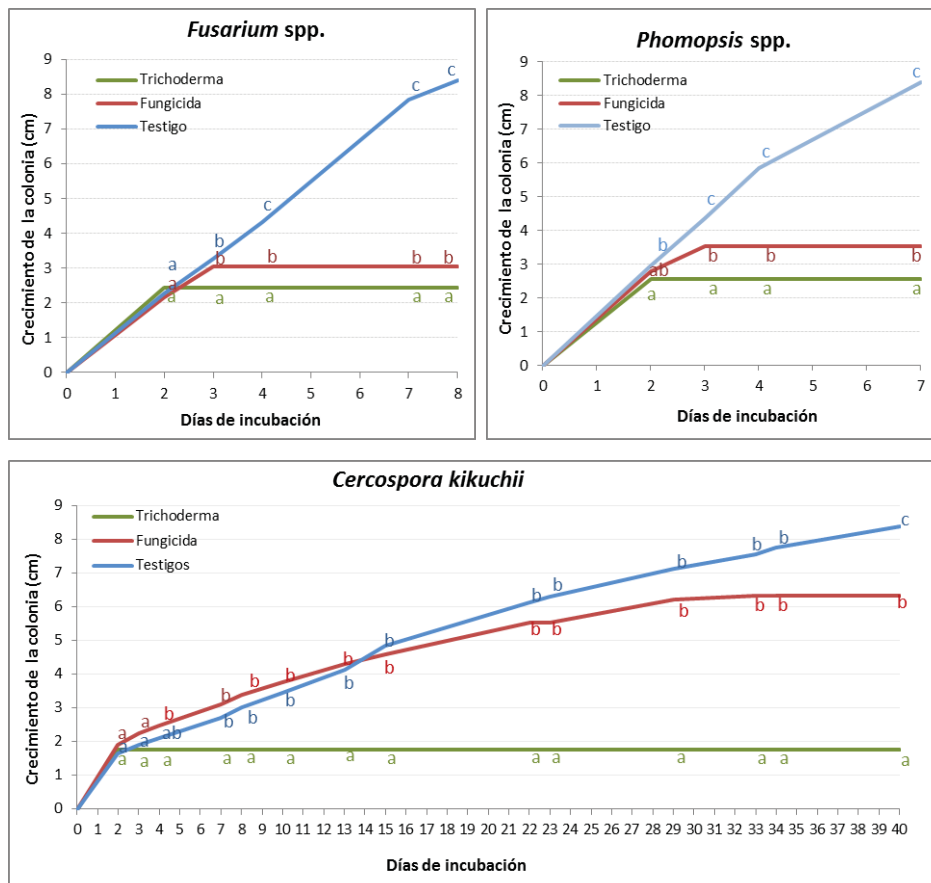 Fusarium spp.
Crecimiento de la colonia (cm)
9
8
7
6
5
4
3
2
1
0
Trichoderma
Fungicida
Testigo
c
c
c
b
a
a
a
b
b
b
b
a
a
a
a
0 1 2 3 4 5 6 7 8
Días de incubación
Phomopsis spp.
Crecimiento de la colonia (cm)
9
8
7
6
5
4
3
2
1
0
Trichoderma
Fungicida
Testigo
c
c
c
b
ab
b
b
b
a
a
a
a
0 1 2 3 4 5 6 7
Días de incubación
Cercospora kikuchii
Crecimiento de la colonia (cm)
9
8
7
6
5
4
3
2
1
0
Trichoderma
Fungicida
Testigos
a a b b b b b b b b b b b b b
a a ab b b b b b b b b b b c
a a a a a a a a a a a a a a
0 1 2 3 4 5 6 7 8 9 10 11 12 13 14 15 16 17 18 19 20 21 22 23 24 25 26 27 28 29 30 31 32 33 34 35 36 37 38 39 40
Días de incubación